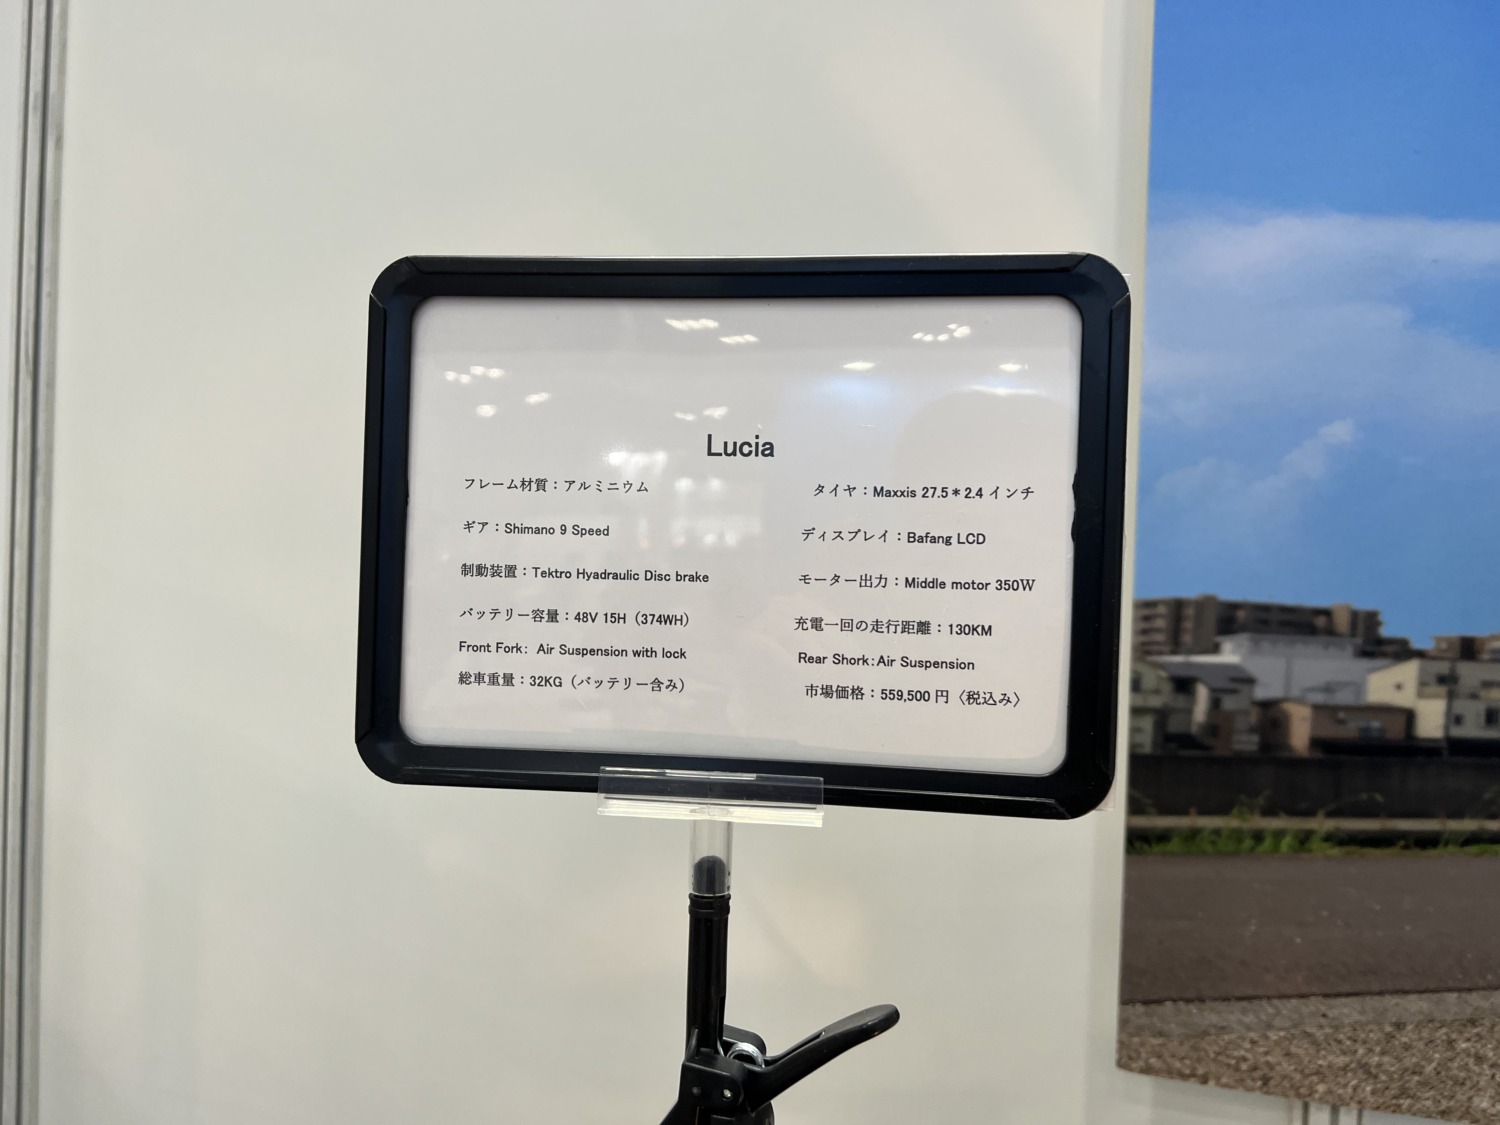 Lucia
フレーム材質：アルミニウム
ギア：Shimano 9 Speed
制動装置：Tektro Hyadraulic Disc brake
バッテリー容量：48V 15H（374WH）
Front Fork： Air Suspension with lock
総車重量：32KG（バッテリー含み）
タイヤ：Maxxis 27.5＊2.4 インチ
ディスプレイ：Bafang LCD
モーター出力：Middle motor 350W
充電一回の走行距離：130KM
Rear Shork：Air Suspension
市場価格：559,500 円〈税込み〉